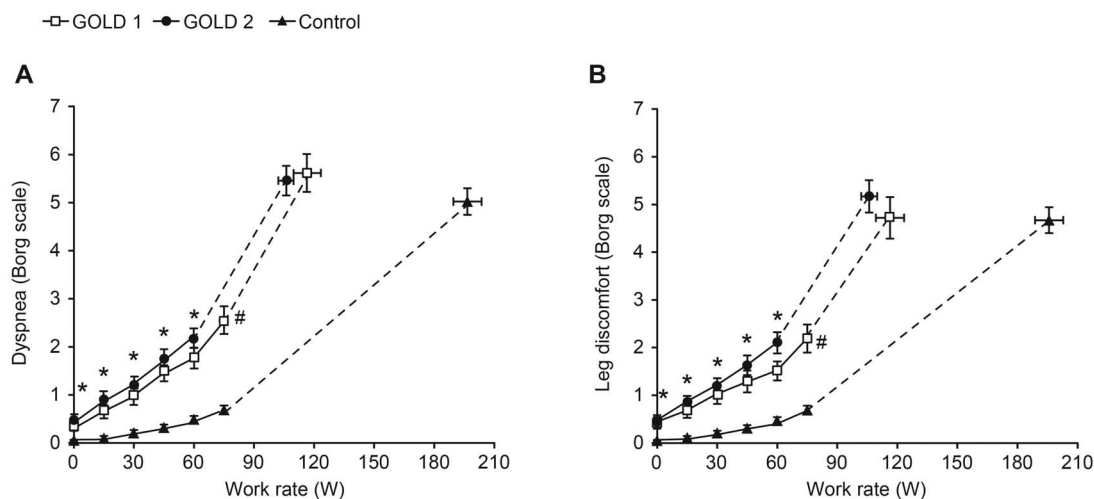 GOLD 1 GOLD 2 Control
A
7
6
5
4
3
2
1
0
Dyspnea (Borg scale)
* * * * *
#
0 30 60 90 120 150 180 210
Work rate (W)
B
7
6
5
4
3
2
1
0
Leg discomfort (Borg scale)
* * * * *
#
0 30 60 90 120 150 180 210
Work rate (W)